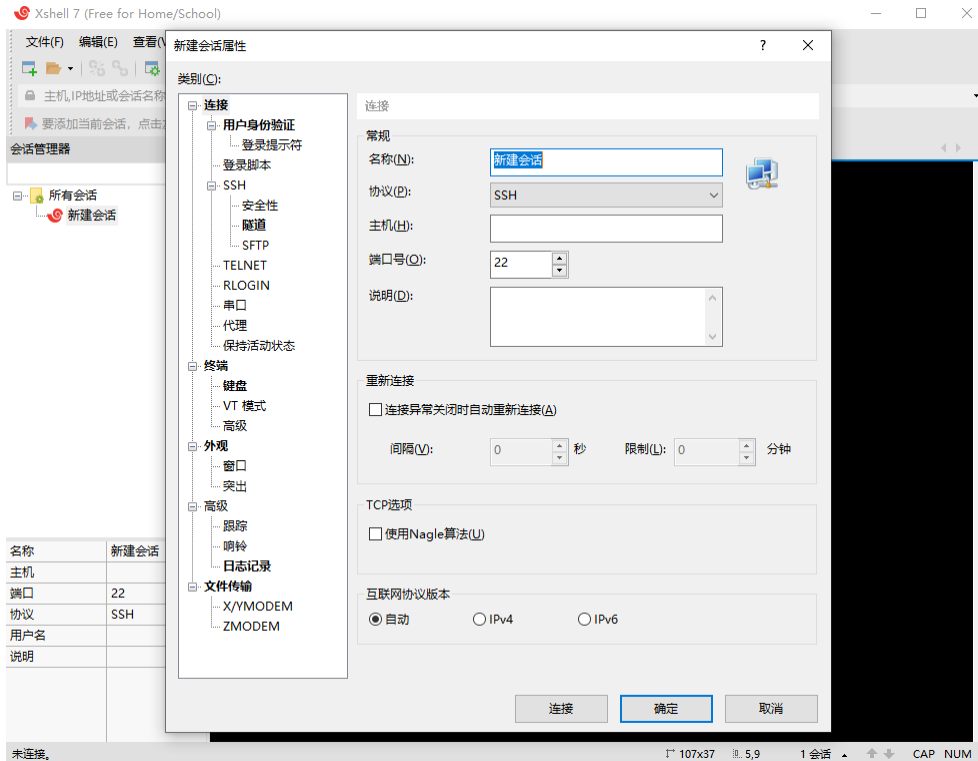 Xshell 7 (Free for Home/School)
文件(F) 编辑(E) 查看(V
新建会话属性 ?
类别(C):
主机,IP地址或会话名称
要添加当前会话，点击
会话管理器
所有会话
新建会话
连接
用户身份验证
登录提示符
登录脚本
SSH
安全性
隧道
SFTP
TELNET
RLOGIN
串口
代理
保持活动状态
终端
键盘
VT 模式
高级
外观
窗口
突出
高级
跟踪
响铃
日志记录
文件传输
X/YMODEM
ZMODEM
连接
常规
名称(N): 新建会话
协议(P): SSH
主机(H):
端口号(O): 22
说明(D):
重新连接
连接异常关闭时自动重新连接(A)
间隔(V): 0 秒 限制(L): 0 分钟
TCP选项
使用Nagle算法(U)
互联网协议版本
自动 IPv4 IPv6
连接 确定 取消
名称 新建会话
主机
端口 22
协议 SSH
用户名
说明
未连接。 107x37 5,9 1 会话 CAP NUM